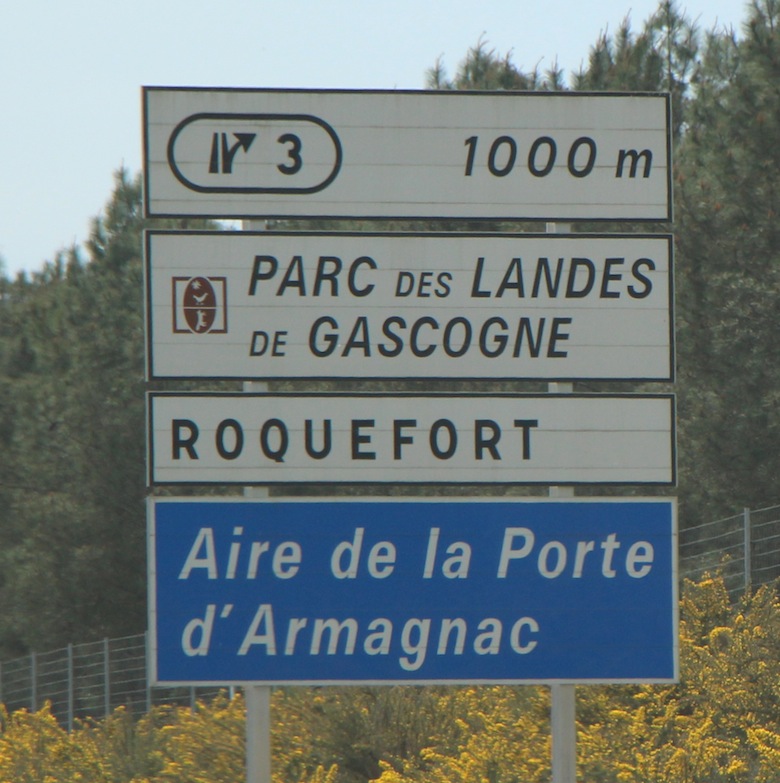 3 1000 m
PARC DES LANDES
DE GASCOGNE
ROQUEFORT
Aire de la Porte
d'Armagnac